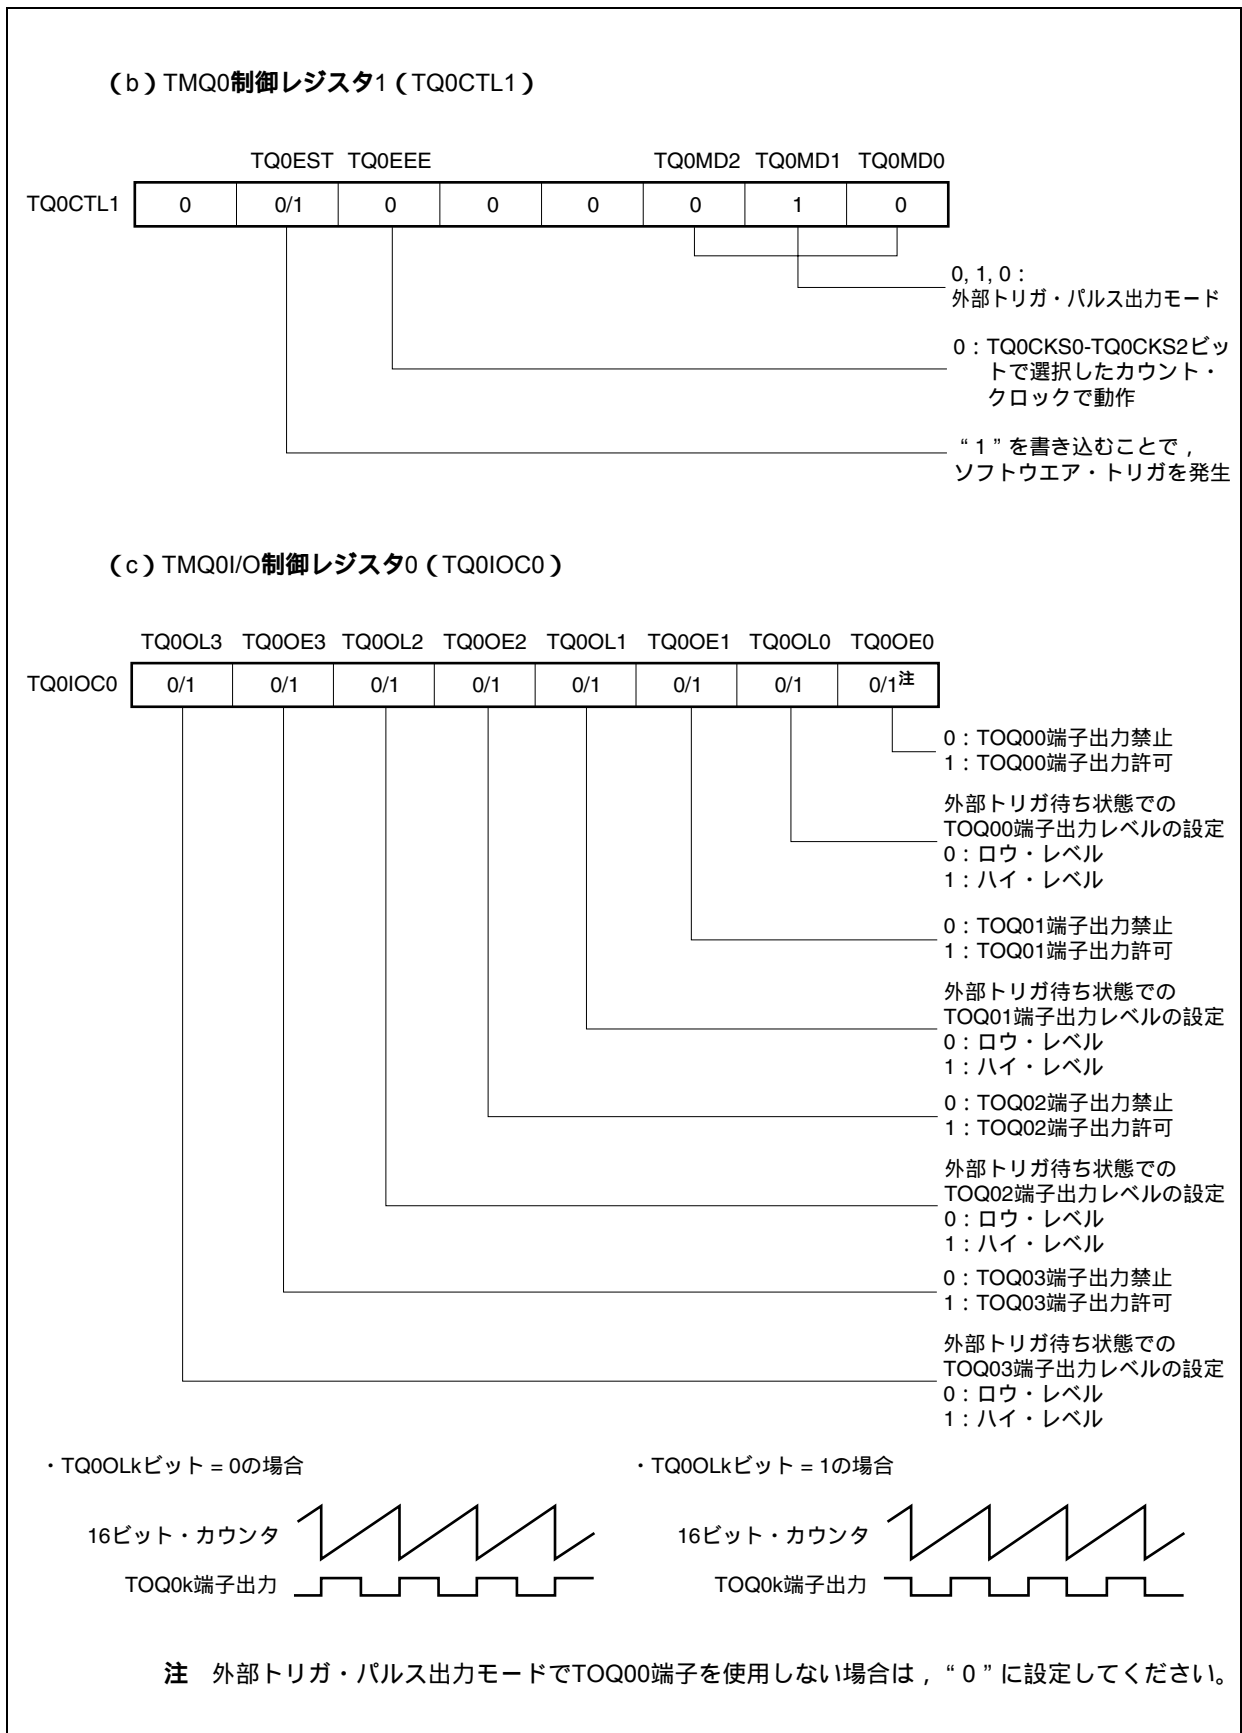 （b）TMQ0制御レジスタ1（TQ0CTL1）
TQ0EST TQ0EEE TQ0MD2 TQ0MD1 TQ0MD0
TQ0CTL1 0 0/1 0 0 0 0 1 0
0, 1, 0：
外部トリガ・パルス出力モード
0：TQ0CKS0-TQ0CKS2ビッ
トで選択したカウント・
クロックで動作
“1”を書き込むことで，
ソフトウエア・トリガを発生
（c）TMQ0I/O制御レジスタ0（TQ0IOC0）
TQ0OL3 TQ0OE3 TQ0OL2 TQ0OE2 TQ0OL1 TQ0OE1 TQ0OL0 TQ0OE0
TQ0IOC0 0/1 0/1 0/1 0/1 0/1 0/1 0/1 0/1注
0：TOQ00端子出力禁止
1：TOQ00端子出力許可
外部トリガ待ち状態での
TOQ00端子出力レベルの設定
0：ロウ・レベル
1：ハイ・レベル
0：TOQ01端子出力禁止
1：TOQ01端子出力許可
外部トリガ待ち状態での
TOQ01端子出力レベルの設定
0：ロウ・レベル
1：ハイ・レベル
0：TOQ02端子出力禁止
1：TOQ02端子出力許可
外部トリガ待ち状態での
TOQ02端子出力レベルの設定
0：ロウ・レベル
1：ハイ・レベル
0：TOQ03端子出力禁止
1：TOQ03端子出力許可
外部トリガ待ち状態での
TOQ03端子出力レベルの設定
0：ロウ・レベル
1：ハイ・レベル
・TQ0OLkビット = 0の場合
16ビット・カウンタ
TOQ0k端子出力
・TQ0OLkビット = 1の場合
16ビット・カウンタ
TOQ0k端子出力
注 外部トリガ・パルス出力モードでTOQ00端子を使用しない場合は，“0”に設定してください。